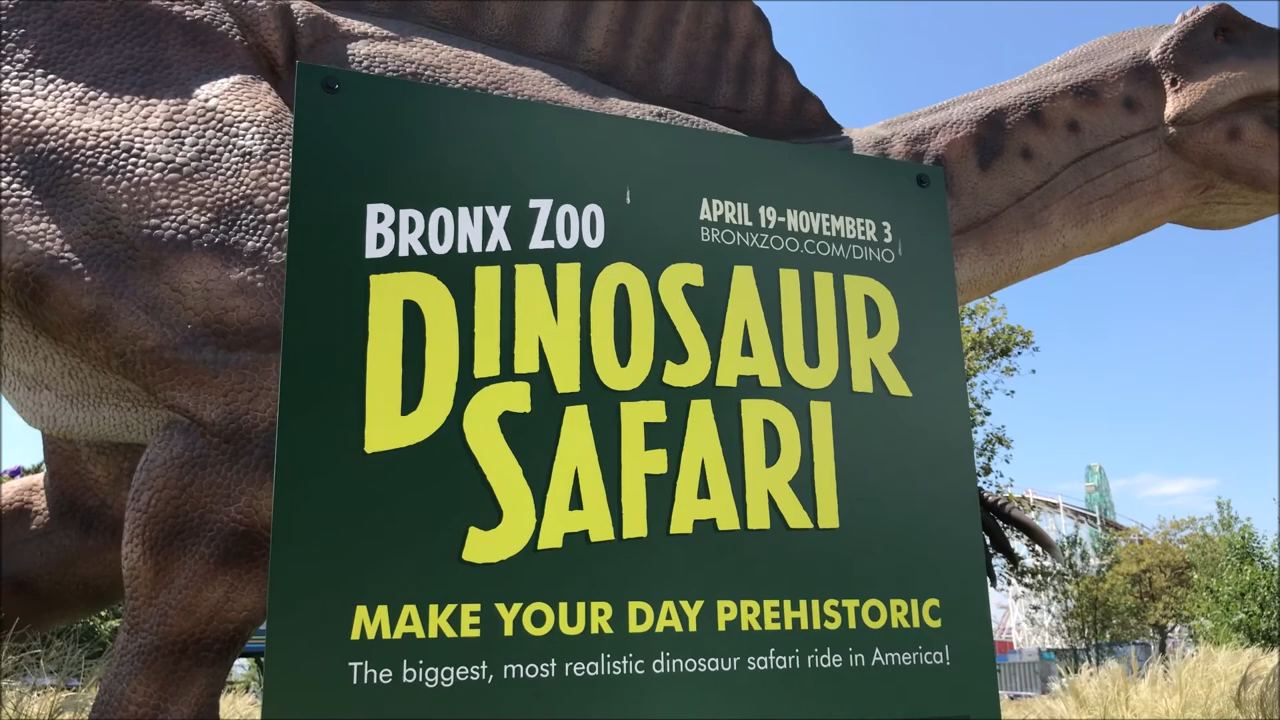 BRONX ZOO
APRIL 19-NOVEMBER 3
BRONXZOO.COM/DINO
DINOSAUR
SAFARI
MAKE YOUR DAY PREHISTORIC
The biggest, most realistic dinosaur safari ride in America!